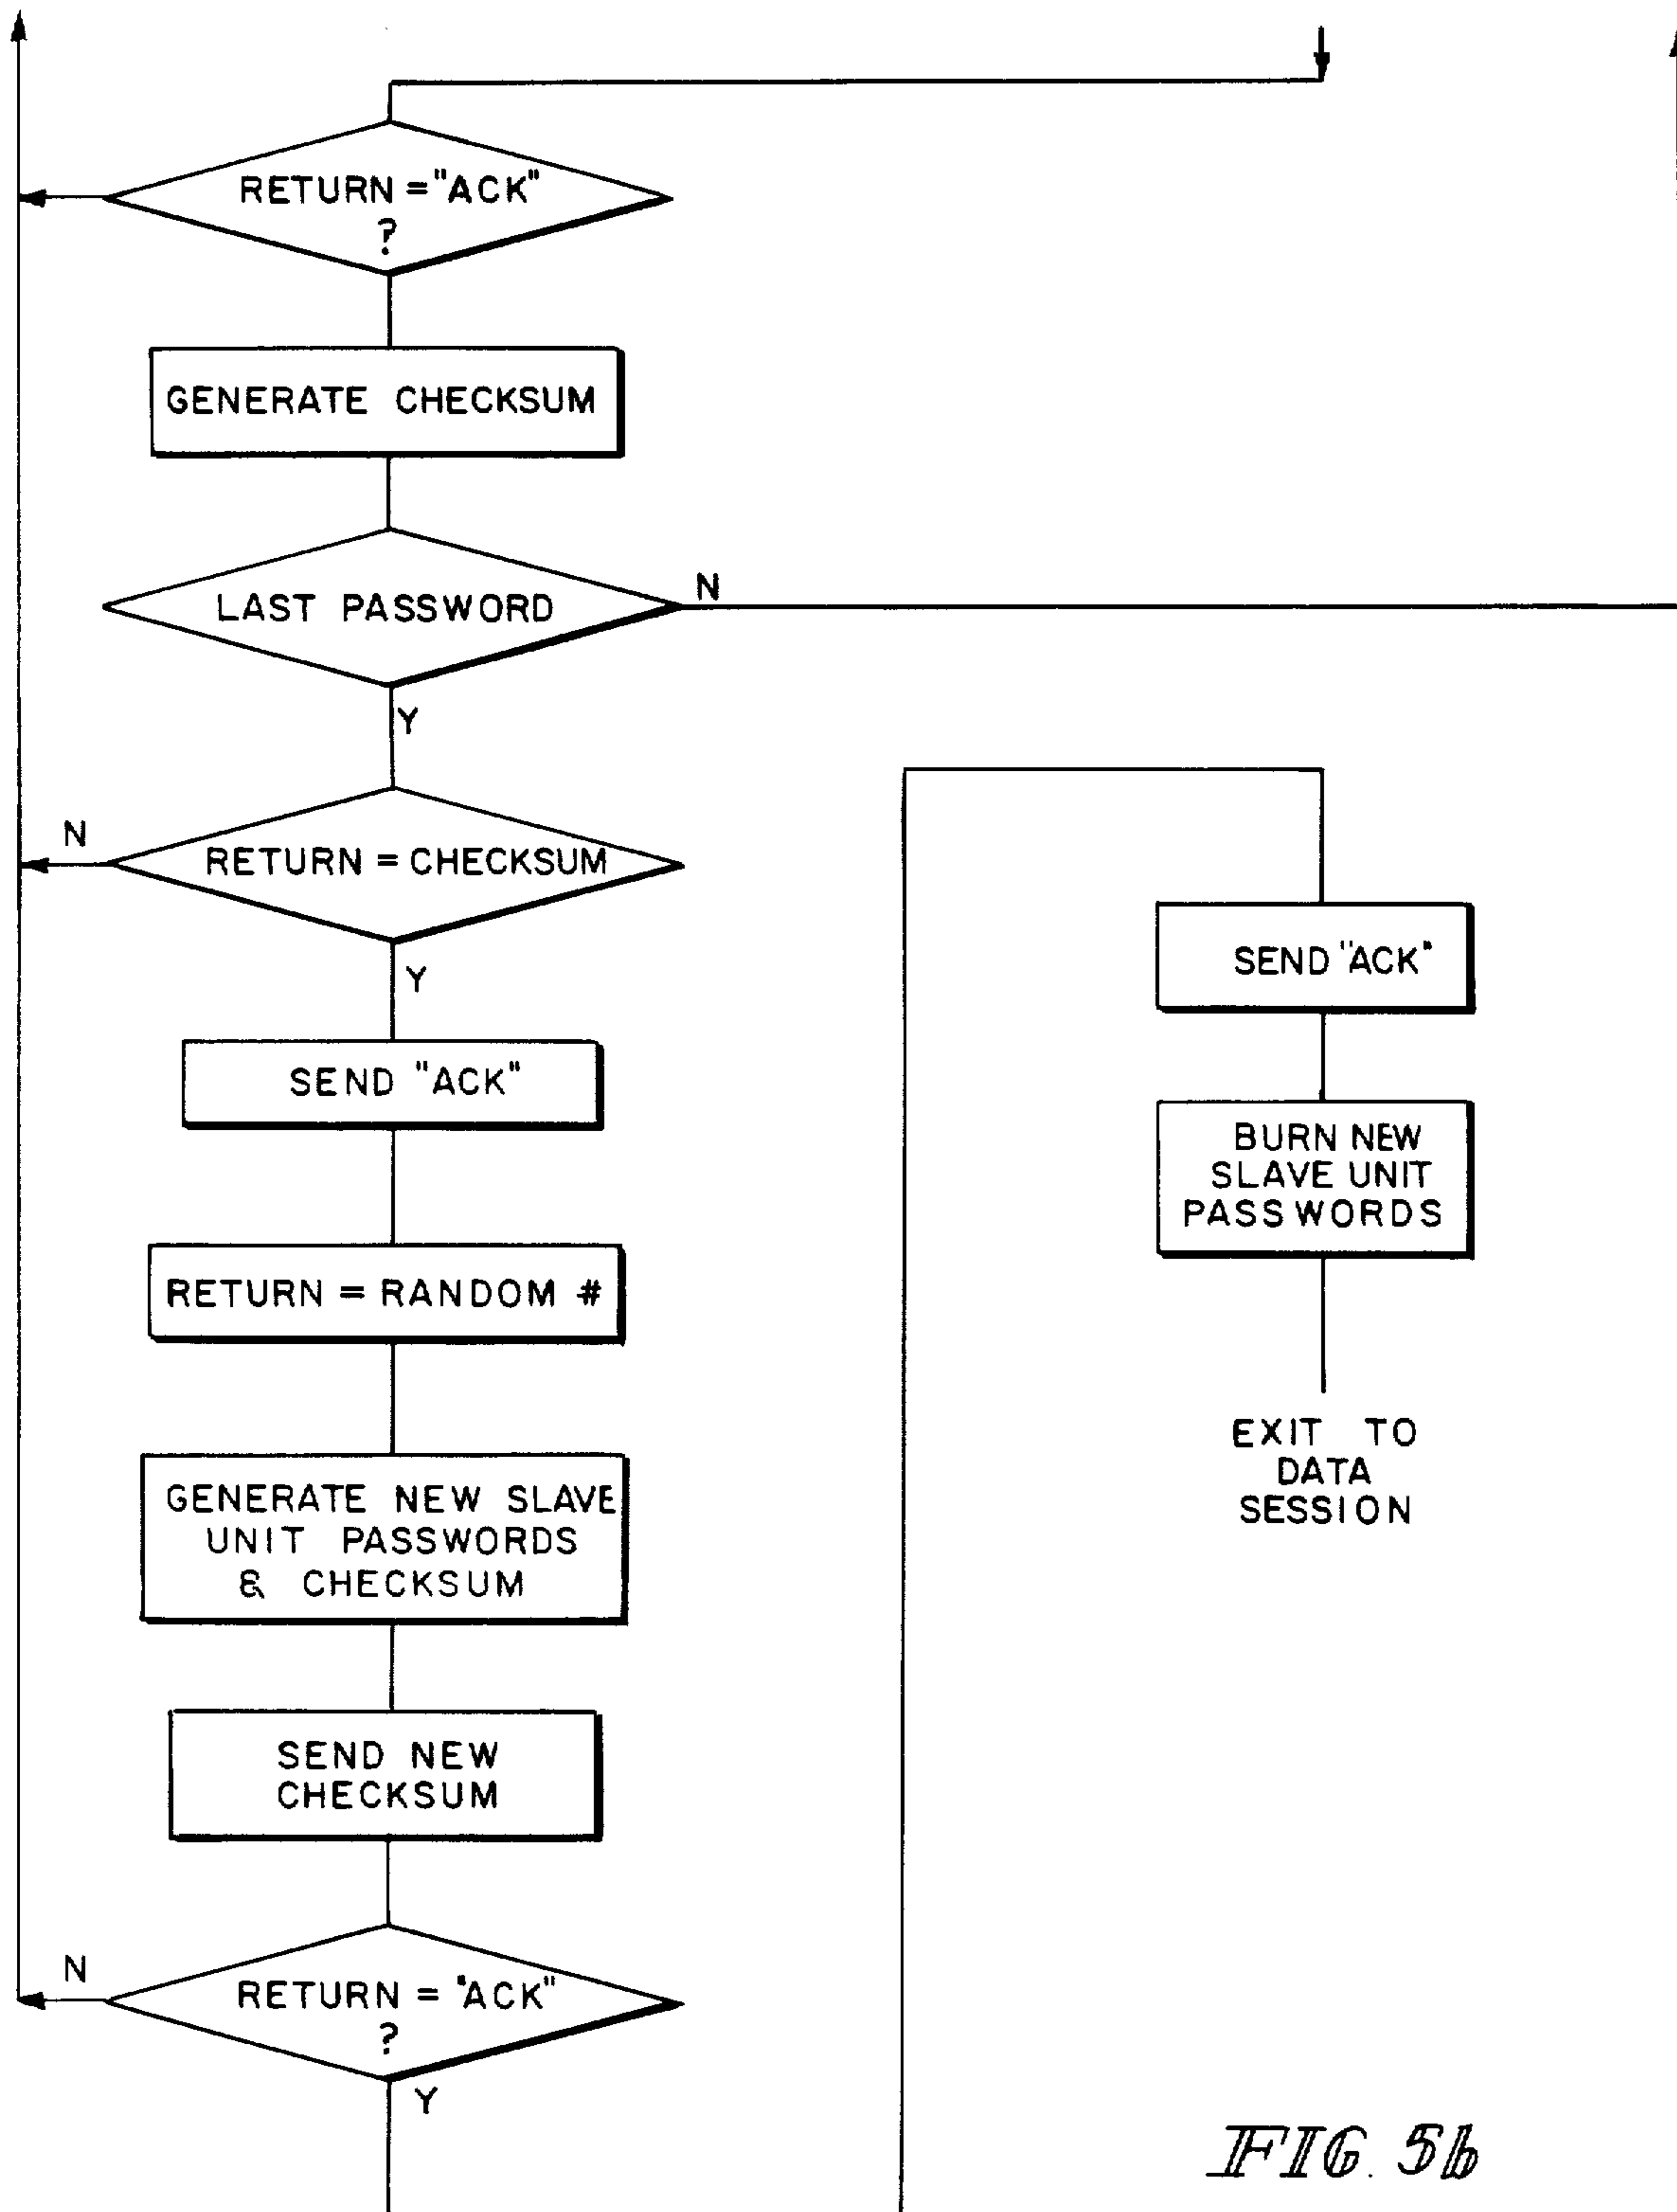 RETURN = "ACK"
?
GENERATE CHECKSUM
LAST PASSWORD
N
Y
RETURN = CHECKSUM
N
Y
SEND "ACK"
RETURN = RANDOM #
GENERATE NEW SLAVE
UNIT PASSWORDS
& CHECKSUM
SEND NEW
CHECKSUM
RETURN = "ACK"
?
N
Y
SEND "ACK"
BURN NEW
SLAVE UNIT
PASSWORDS
EXIT TO
DATA
SESSION
FIG. 5b